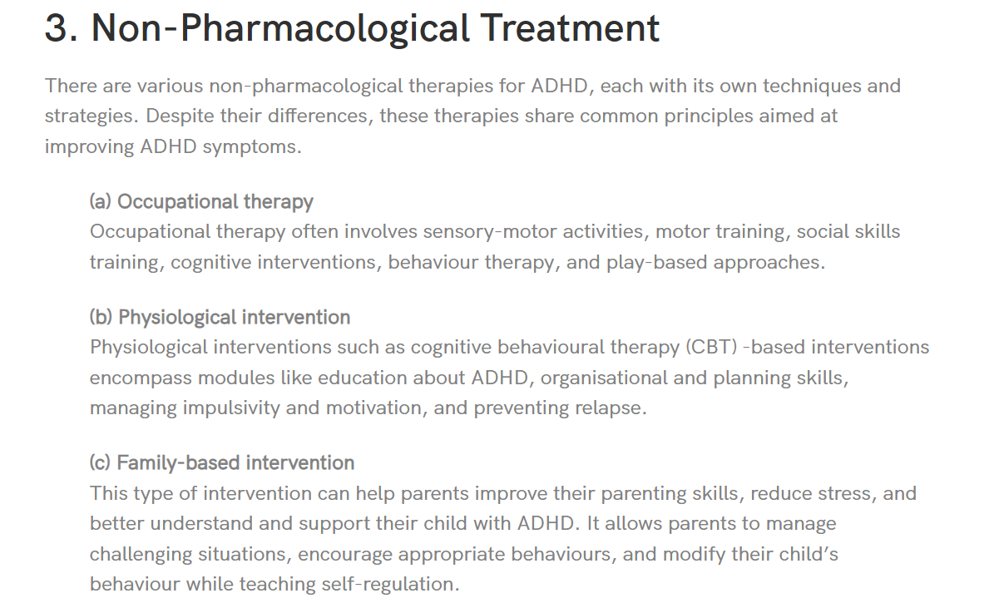 3. Non-Pharmacological Treatment
There are various non-pharmacological therapies for ADHD, each with its own techniques and
strategies. Despite their differences, these therapies share common principles aimed at
improving ADHD symptoms.
(a) Occupational therapy
Occupational therapy often involves sensory-motor activities, motor training, social skills
training, cognitive interventions, behaviour therapy, and play-based approaches.
(b) Physiological intervention
Physiological interventions such as cognitive behavioural therapy (CBT) -based interventions
encompass modules like education about ADHD, organisational and planning skills,
managing impulsivity and motivation, and preventing relapse.
(c) Family-based intervention
This type of intervention can help parents improve their parenting skills, reduce stress, and
better understand and support their child with ADHD. It allows parents to manage
challenging situations, encourage appropriate behaviours, and modify their child’s
behaviour while teaching self-regulation.